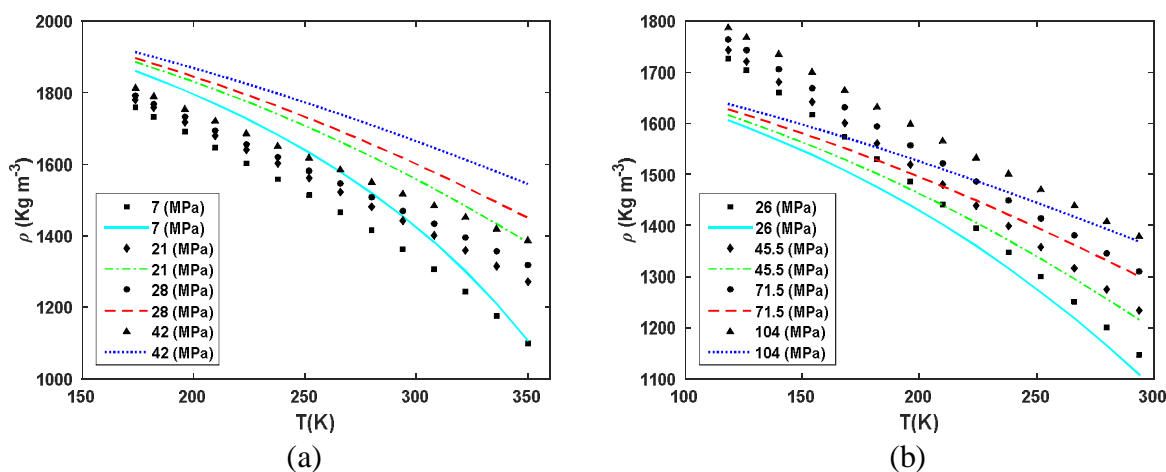 2000
1800
1600
1400
1200
1000
ρ (Kg m-3)
7 (MPa)
7 (MPa)
21 (MPa)
21 (MPa)
28 (MPa)
28 (MPa)
42 (MPa)
42 (MPa)
150 200 250 300 350
T(K)
(a)
1800
1700
1600
1500
1400
1300
1200
1100
ρ (Kg m-3)
26 (MPa)
26 (MPa)
45.5 (MPa)
45.5 (MPa)
71.5 (MPa)
71.5 (MPa)
104 (MPa)
104 (MPa)
100 150 200 250 300
T(K)
(b)